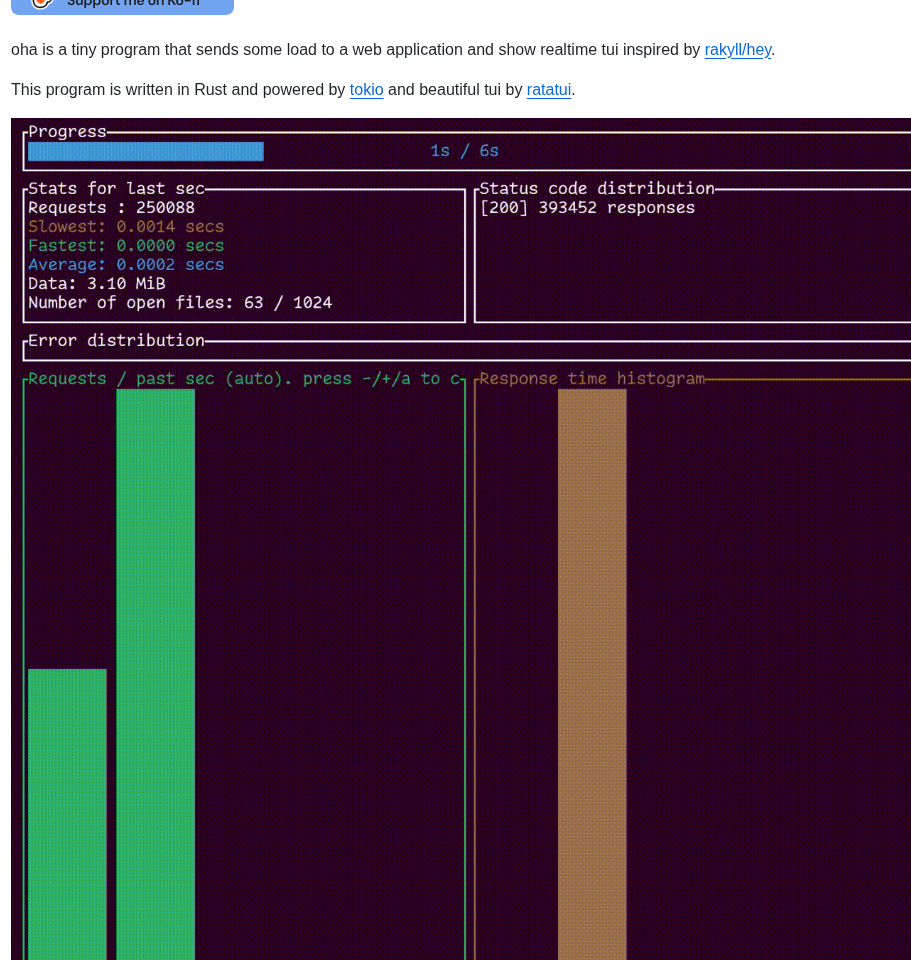 Support me on Ko-fi
oha is a tiny program that sends some load to a web application and show realtime tui inspired by rakyll/hey.
This program is written in Rust and powered by tokio and beautiful tui by ratatui.
Progress
1s / 6s
Stats for last sec
Requests : 250088
Slowest: 0.0014 secs
Fastest: 0.0000 secs
Average: 0.0002 secs
Data: 3.10 MiB
Number of open files: 63 / 1024
Status code distribution
[200] 393452 responses
Error distribution
Requests / past sec (auto). press -/+/a to c
Response time histogram